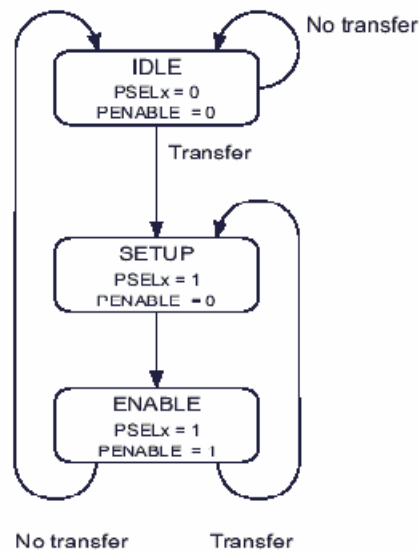 No transfer
IDLE
PSELx = 0
PENABLE = 0
Transfer
SETUP
PSELx = 1
PENABLE = 0
ENABLE
PSELx = 1
PENABLE = 1
No transfer
Transfer